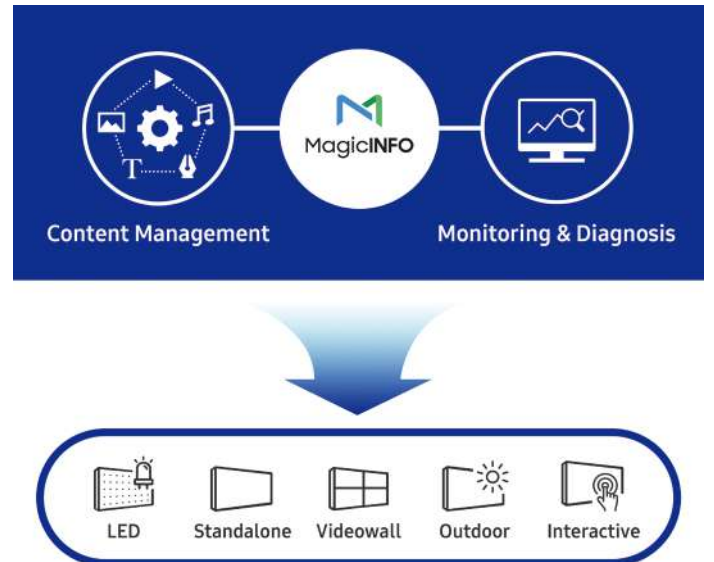 T
MagicINFO
Content Management
Monitoring & Diagnosis
LED
Standalone
Videowall
Outdoor
Interactive